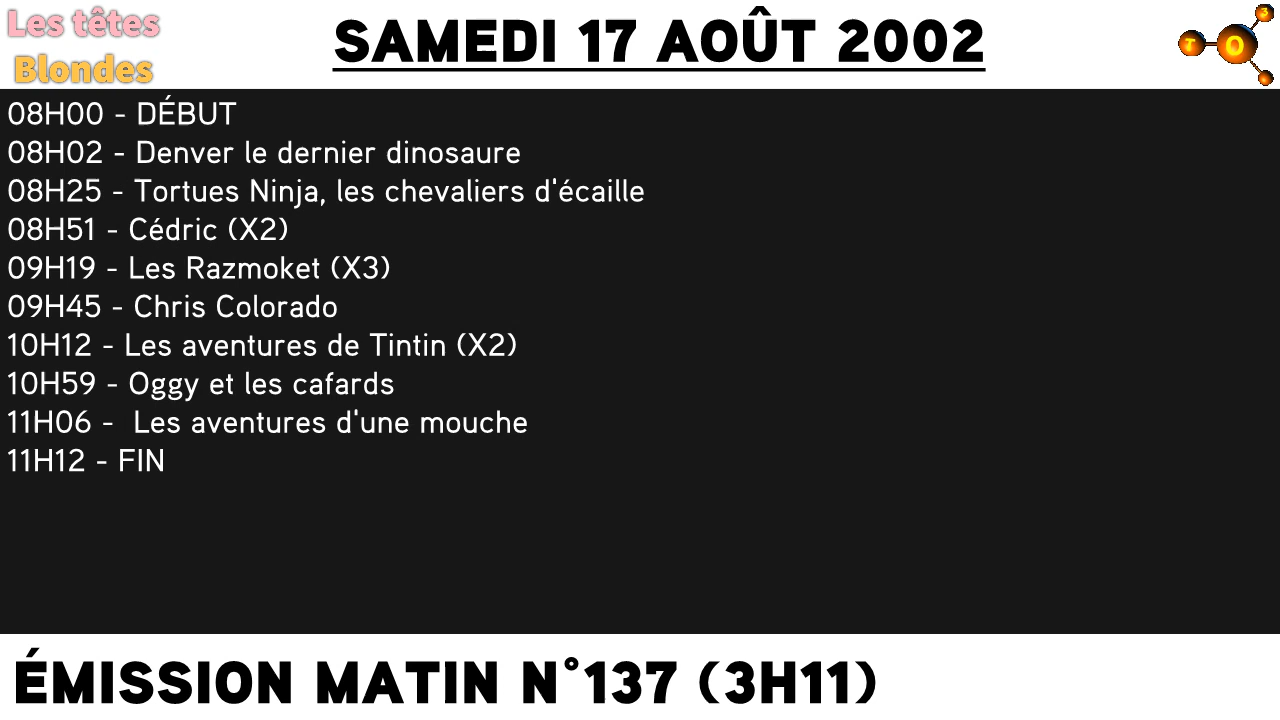 Les têtes
Blondes
SAMEDI 17 AOÛT 2002
T O 3
08H00 - DÉBUT
08H02 - Denver le dernier dinosaure
08H25 - Tortues Ninja, les chevaliers d'écaille
08H51 - Cédric (X2)
09H19 - Les Razmoket (X3)
09H45 - Chris Colorado
10H12 - Les aventures de Tintin (X2)
10H59 - Oggy et les cafards
11H06 - Les aventures d'une mouche
11H12 - FIN
ÉMISSION MATIN N°137 (3H11)